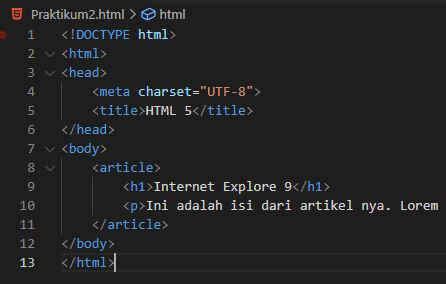 Praktikum2.html > html
1 <!DOCTYPE html>
2 <html>
3 <head>
4 <meta charset="UTF-8">
5 <title>HTML 5</title>
6 </head>
7 <body>
8 <article>
9 <h1>Internet Explore 9</h1>
10 <p>Ini adalah isi dari artikel nya. Lorem
11 </article>
12 </body>
13 </html>